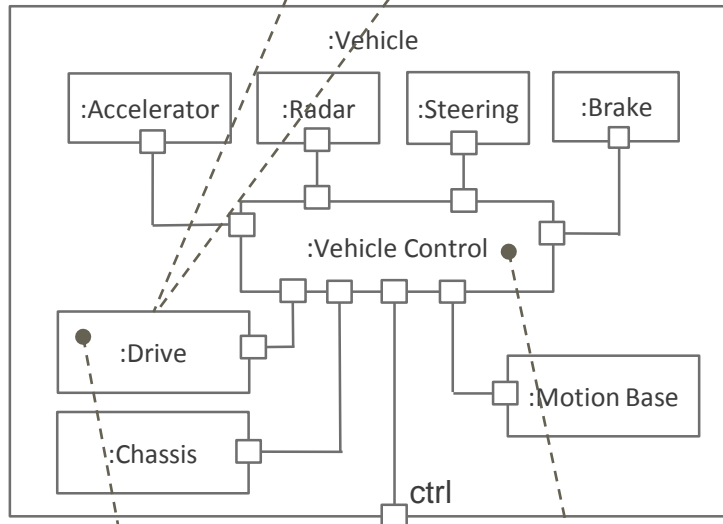 :Vehicle
:Accelerator
:Radar
:Steering
:Brake
:Vehicle Control
:Drive
:Motion Base
:Chassis
ctrl